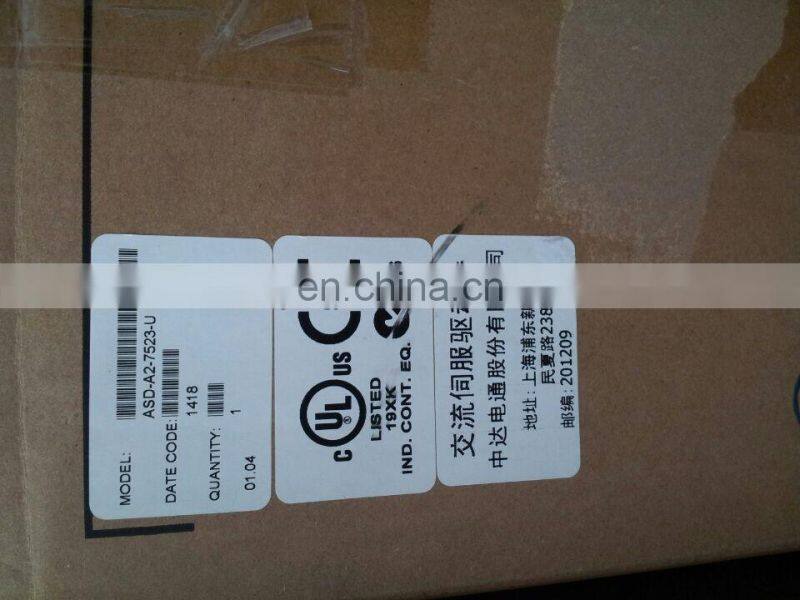 MODEL:
ASD-A2-7523-U
DATE CODE:
1418
QUANTITY:
1
01.04
C UL US
LISTED
19XK
IND. CONT. EQ.
CE
交流伺服驱动
中达电通股份有 司
地址: 上海浦东新
民夏路238
邮编: 201209
en.china.cn